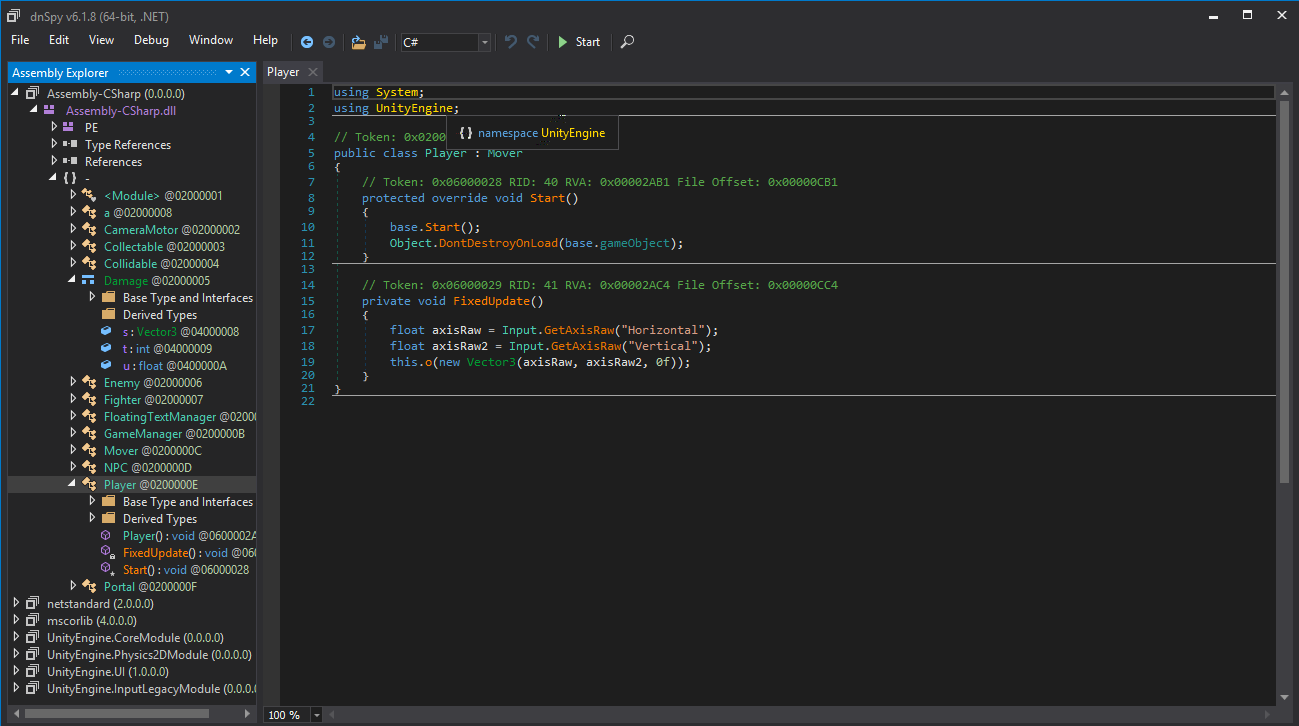 dnSpy v6.1.8 (64-bit, .NET)
File Edit View Debug Window Help C# Start
Assembly Explorer
Assembly-CSharp (0.0.0.0)
Assembly-CSharp.dll
PE
Type References
References
{ } -
<Module> @02000001
a @02000008
CameraMotor @02000002
Collectable @02000003
Collidable @02000004
Damage @02000005
Base Type and Interfaces
Derived Types
s : Vector3 @04000008
t : int @04000009
u : float @0400000A
Enemy @02000006
Fighter @02000007
FloatingTextManager @0200
GameManager @0200000B
Mover @0200000C
NPC @0200000D
Player @0200000E
Base Type and Interfaces
Derived Types
Player() : void @0600002A
FixedUpdate() : void @060
Start() : void @06000028
Portal @0200000F
netstandard (2.0.0.0)
mscorlib (4.0.0.0)
UnityEngine.CoreModule (0.0.0.0)
UnityEngine.Physics2DModule (0.0.0.0)
UnityEngine.UI (1.0.0.0)
UnityEngine.InputLegacyModule (0.0.0.0
Player
1 using System;
2 using UnityEngine;
3
{ } namespace UnityEngine
4 // Token: 0x0200
5 public class Player : Mover
6 {
7 // Token: 0x06000028 RID: 40 RVA: 0x00002AB1 File Offset: 0x00000CB1
8 protected override void Start()
9 {
10 base.Start();
11 Object.DontDestroyOnLoad(base.gameObject);
12 }
13
14 // Token: 0x06000029 RID: 41 RVA: 0x00002AC4 File Offset: 0x00000CC4
15 private void FixedUpdate()
16 {
17 float axisRaw = Input.GetAxisRaw("Horizontal");
18 float axisRaw2 = Input.GetAxisRaw("Vertical");
19 this.o(new Vector3(axisRaw, axisRaw2, 0f));
20 }
21 }
22
100 %